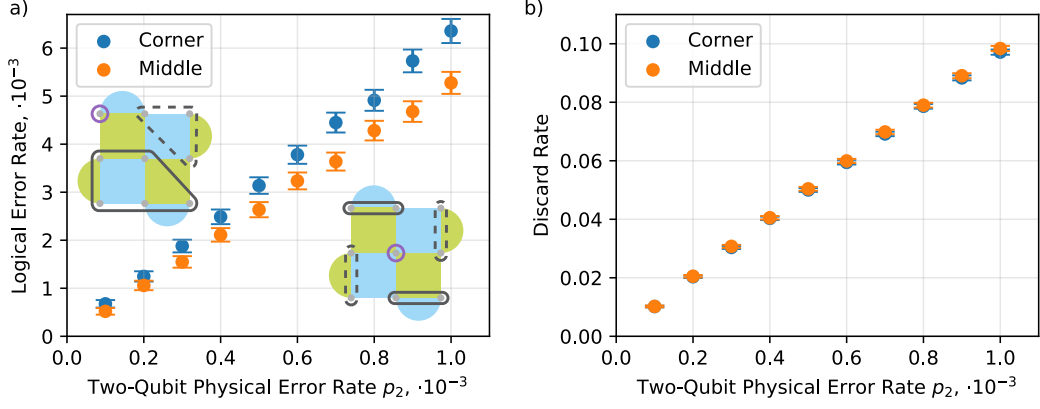 a)
Logical Error Rate, ·10⁻³
6
5
4
3
2
1
0
Corner
Middle
0.0 0.2 0.4 0.6 0.8 1.0
Two-Qubit Physical Error Rate p₂, ·10⁻³
b)
Discard Rate
0.10
0.08
0.06
0.04
0.02
0.00
Corner
Middle
0.0 0.2 0.4 0.6 0.8 1.0
Two-Qubit Physical Error Rate p₂, ·10⁻³